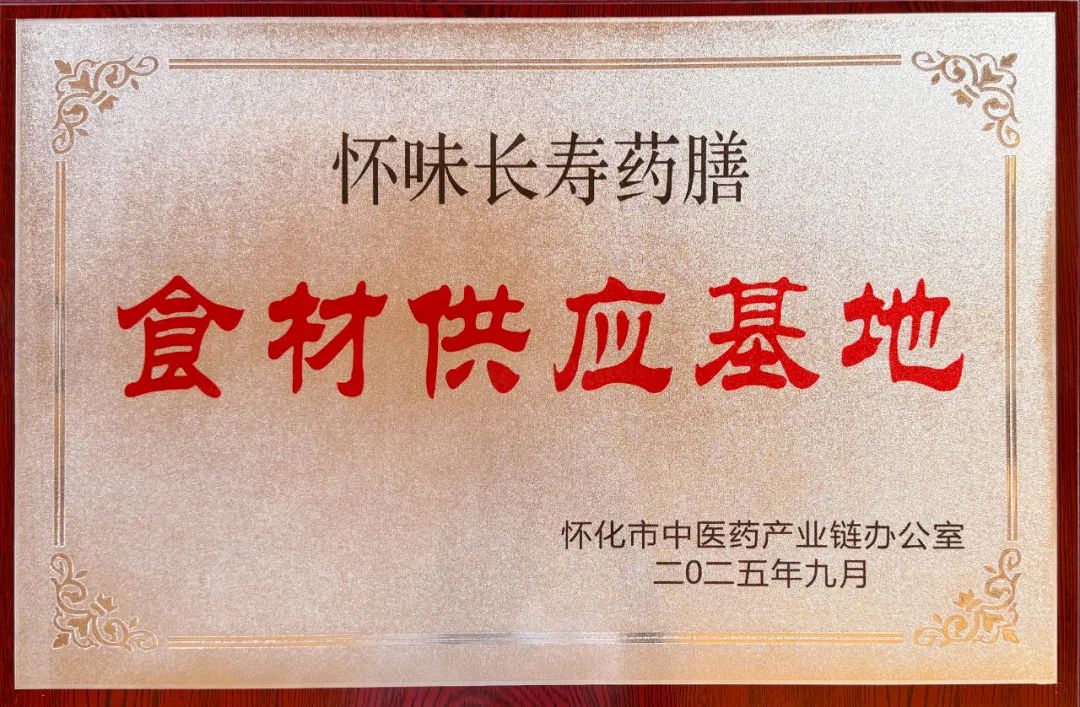 怀味长寿药膳
食材供应基地
怀化市中医药产业链办公室
二0二五年九月